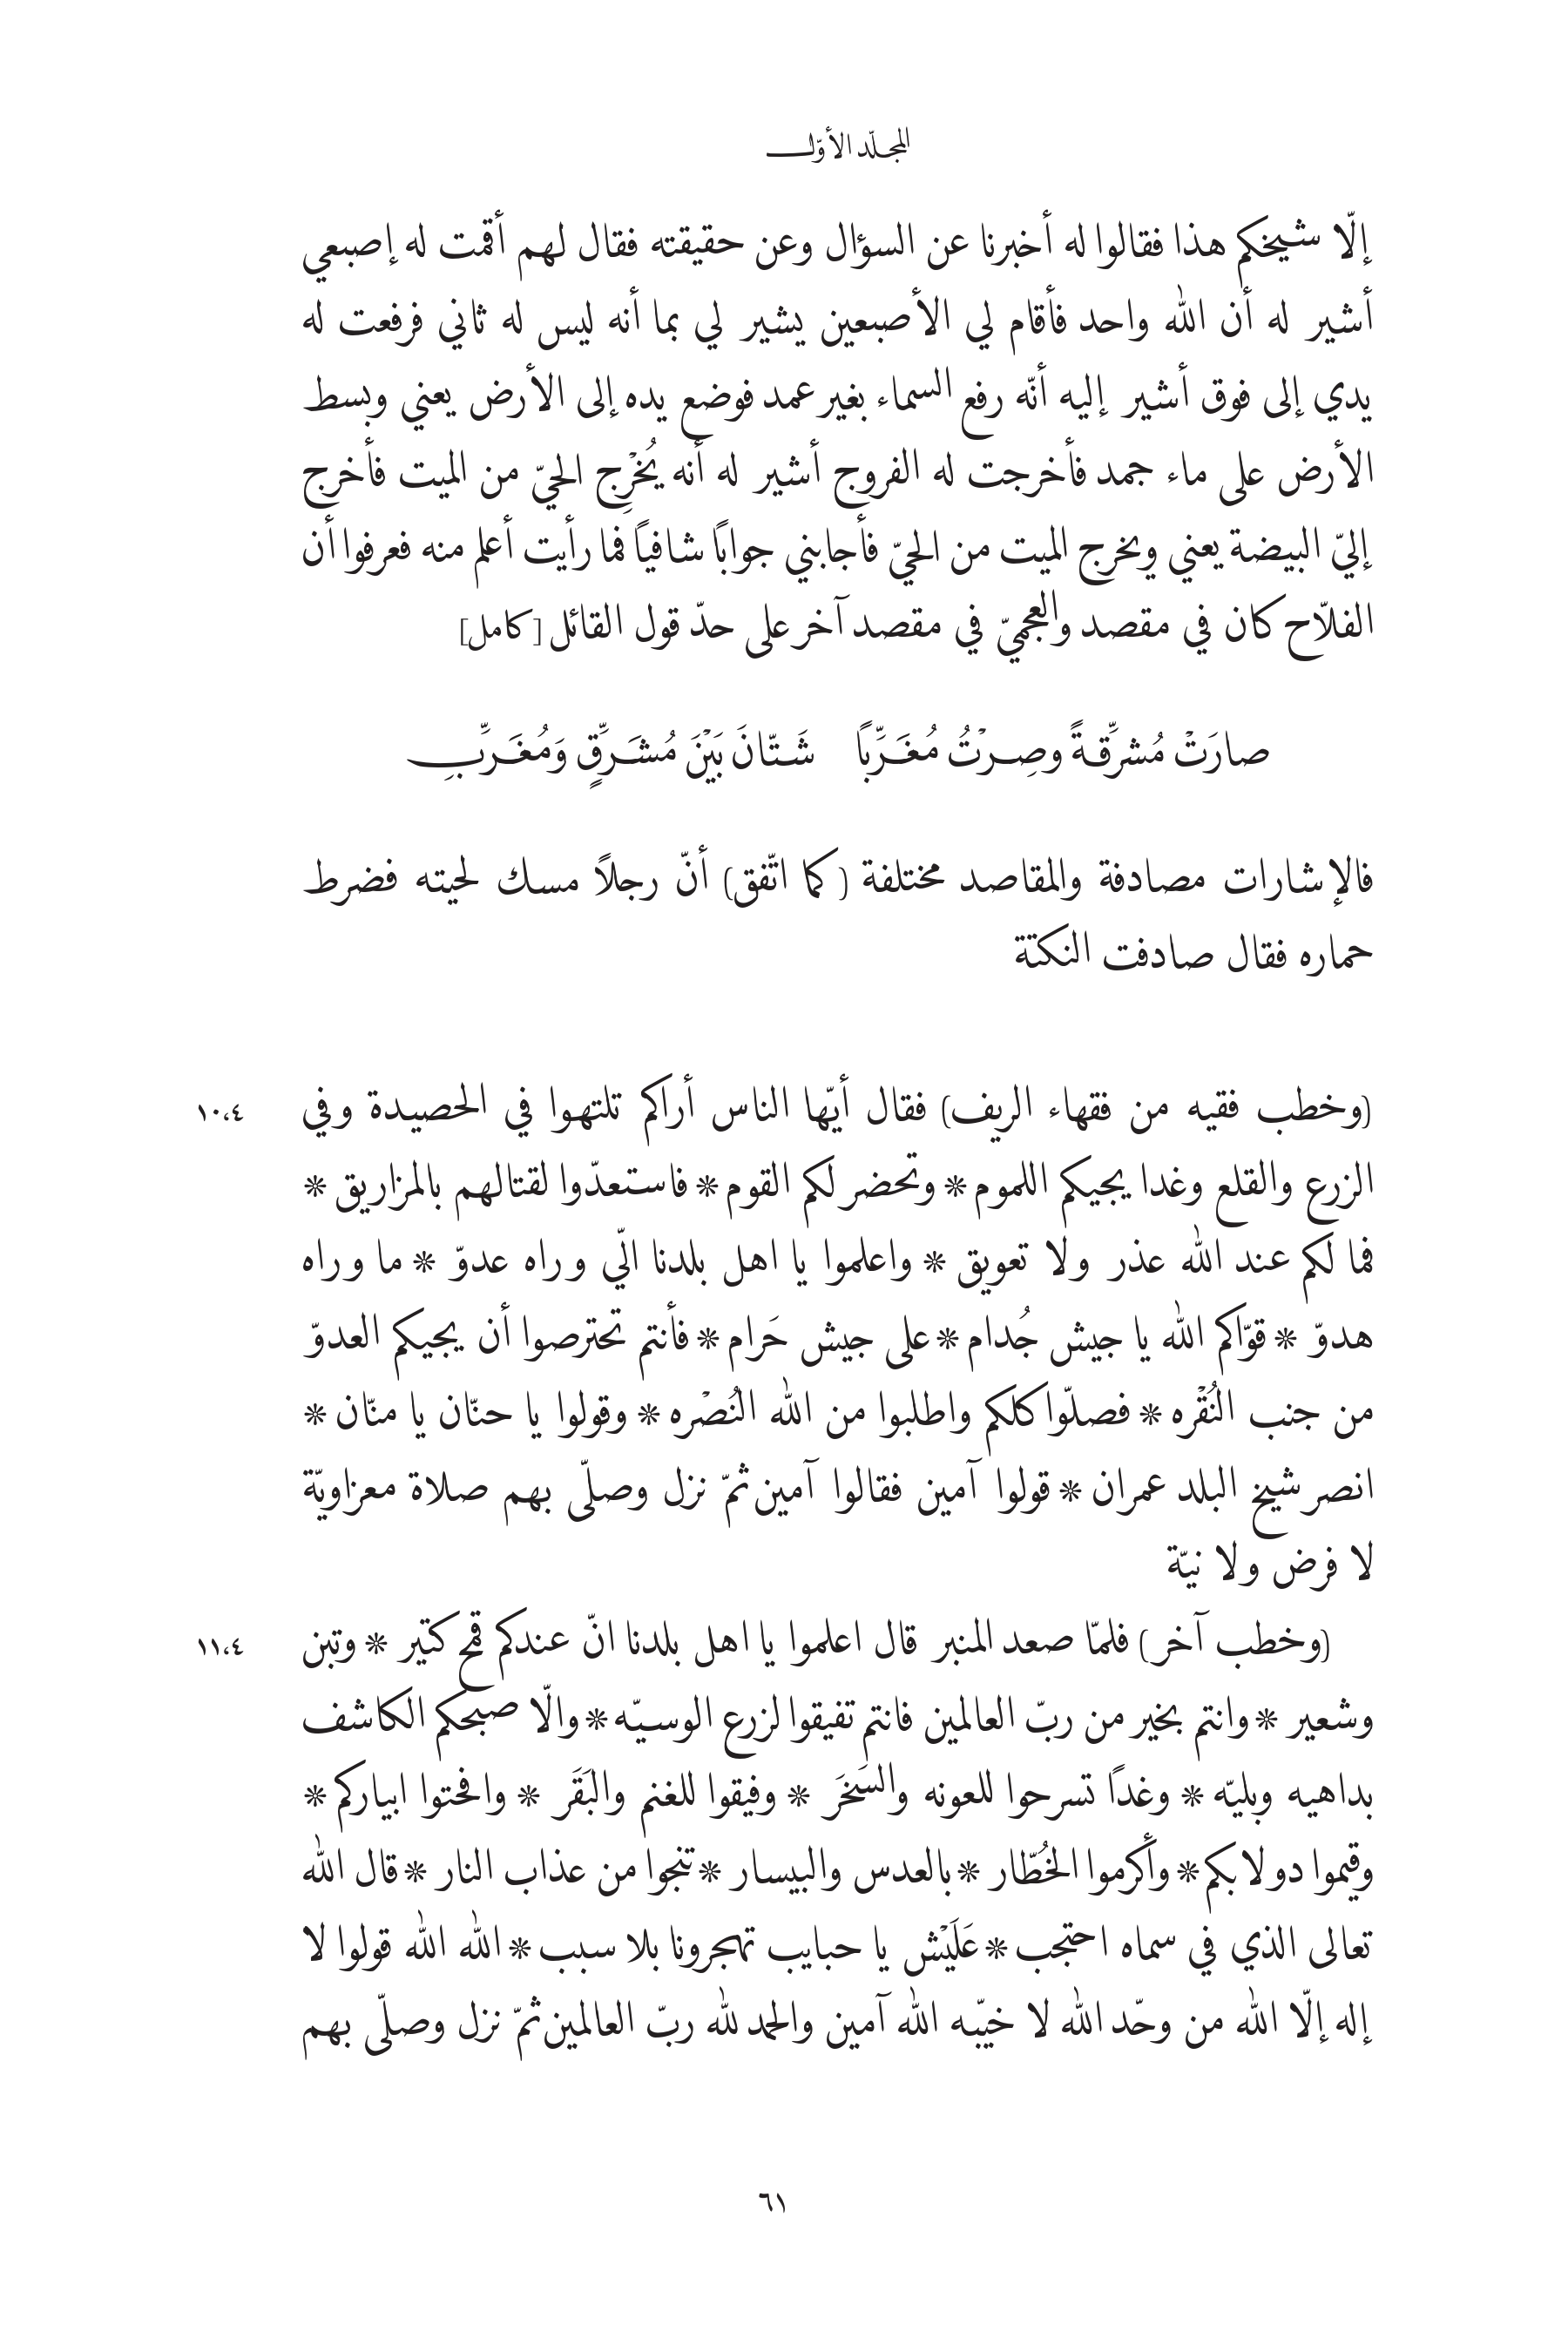 المجلّد الأوّل
إلّا شيخكم هذا فقالوا له أخبرنا عن السؤال وعن حقيقته فقال لهم أقمت له إصبعي
أشير له أن الله واحد فأقام لي الأصبعين يشير لي بما أنه ليس له ثاني فرفعت له
يدي إلى فوق أشير إليه أنّه رفع السماء بغير عمد فوضع يده إلى الأرض يعني وبسط
الأرض على ماء جمد فأخرجت له الفروج أشير له أنه يُخْرِج الحيّ من الميت فأخرج
إليّ البيضة يعني ويخرج الميت من الحيّ فأجابني جوابًا شافيًا فما رأيت أعلم منه فعرفوا أن
الفلّاح كان في مقصد والعجميّ في مقصد آخر على حدّ قول القائل [كامل]
صارَتْ مُشرِّقةً وصِرْتُ مُغَرِّبًا شَتّانَ بَيْنَ مُشَرِّقٍ وَمُغَرِّبِ
فالإشارات مصادفة والمقاصد مختلفة (كما اتّفق) أنّ رجلًا مسك لحيته فضرط
حماره فقال صادفت النكتة
(وخطب فقيه من فقهاء الريف) فقال أيّها الناس أراكم تلتهوا في الحصيدة وفي ١٠،٤
الزرع والقلع وغدا يجيكم اللموم * وتحضر لكم القوم * فاستعدّوا لقتالهم بالمزاريق *
فما لكم عند الله عذر ولا تعويق * واعلموا يا اهل بلدنا الّي وراه عدوّ * ما وراه
هدوّ * قوّاكم الله يا جيش جُدام * على جيش حَرام * فأنتم تحترصوا أن يجيكم العدوّ
من جنب النُقْره * فصلّوا كلكم واطلبوا من الله النُصْره * وقولوا يا حنّان يا منّان *
انصر شيخ البلد عمران * قولوا آمين فقالوا آمين ثمّ نزل وصلّى بهم صلاة معزاويّة
لا فرض ولا نيّة
(وخطب آخر) فلمّا صعد المنبر قال اعلموا يا اهل بلدنا انّ عندكم قمح كتير * وتبن ١١،٤
وشعير * وانتم بخير من ربّ العالمين فانتم تفيقوا لزرع الوسيّه * والّا صبحكم الكاشف
بداهيه وبليّه * وغدًا تسرحوا للعونه والسَخَرَ * وفيقوا للغنم والبَقَر * وافحتوا ابياركم *
وقيموا دولابكم * وأكرموا الخُطّار * بالعدس والبيسار * تنجوا من عذاب النار * قال الله
تعالى الذي في سماه احتجب * عَلَيْش يا حبايب تهجرونا بلا سبب * الله الله قولوا لا
إله إلّا الله من وحّد الله لا خيّبه الله آمين والحمد لله ربّ العالمين ثمّ نزل وصلّى بهم
٦١